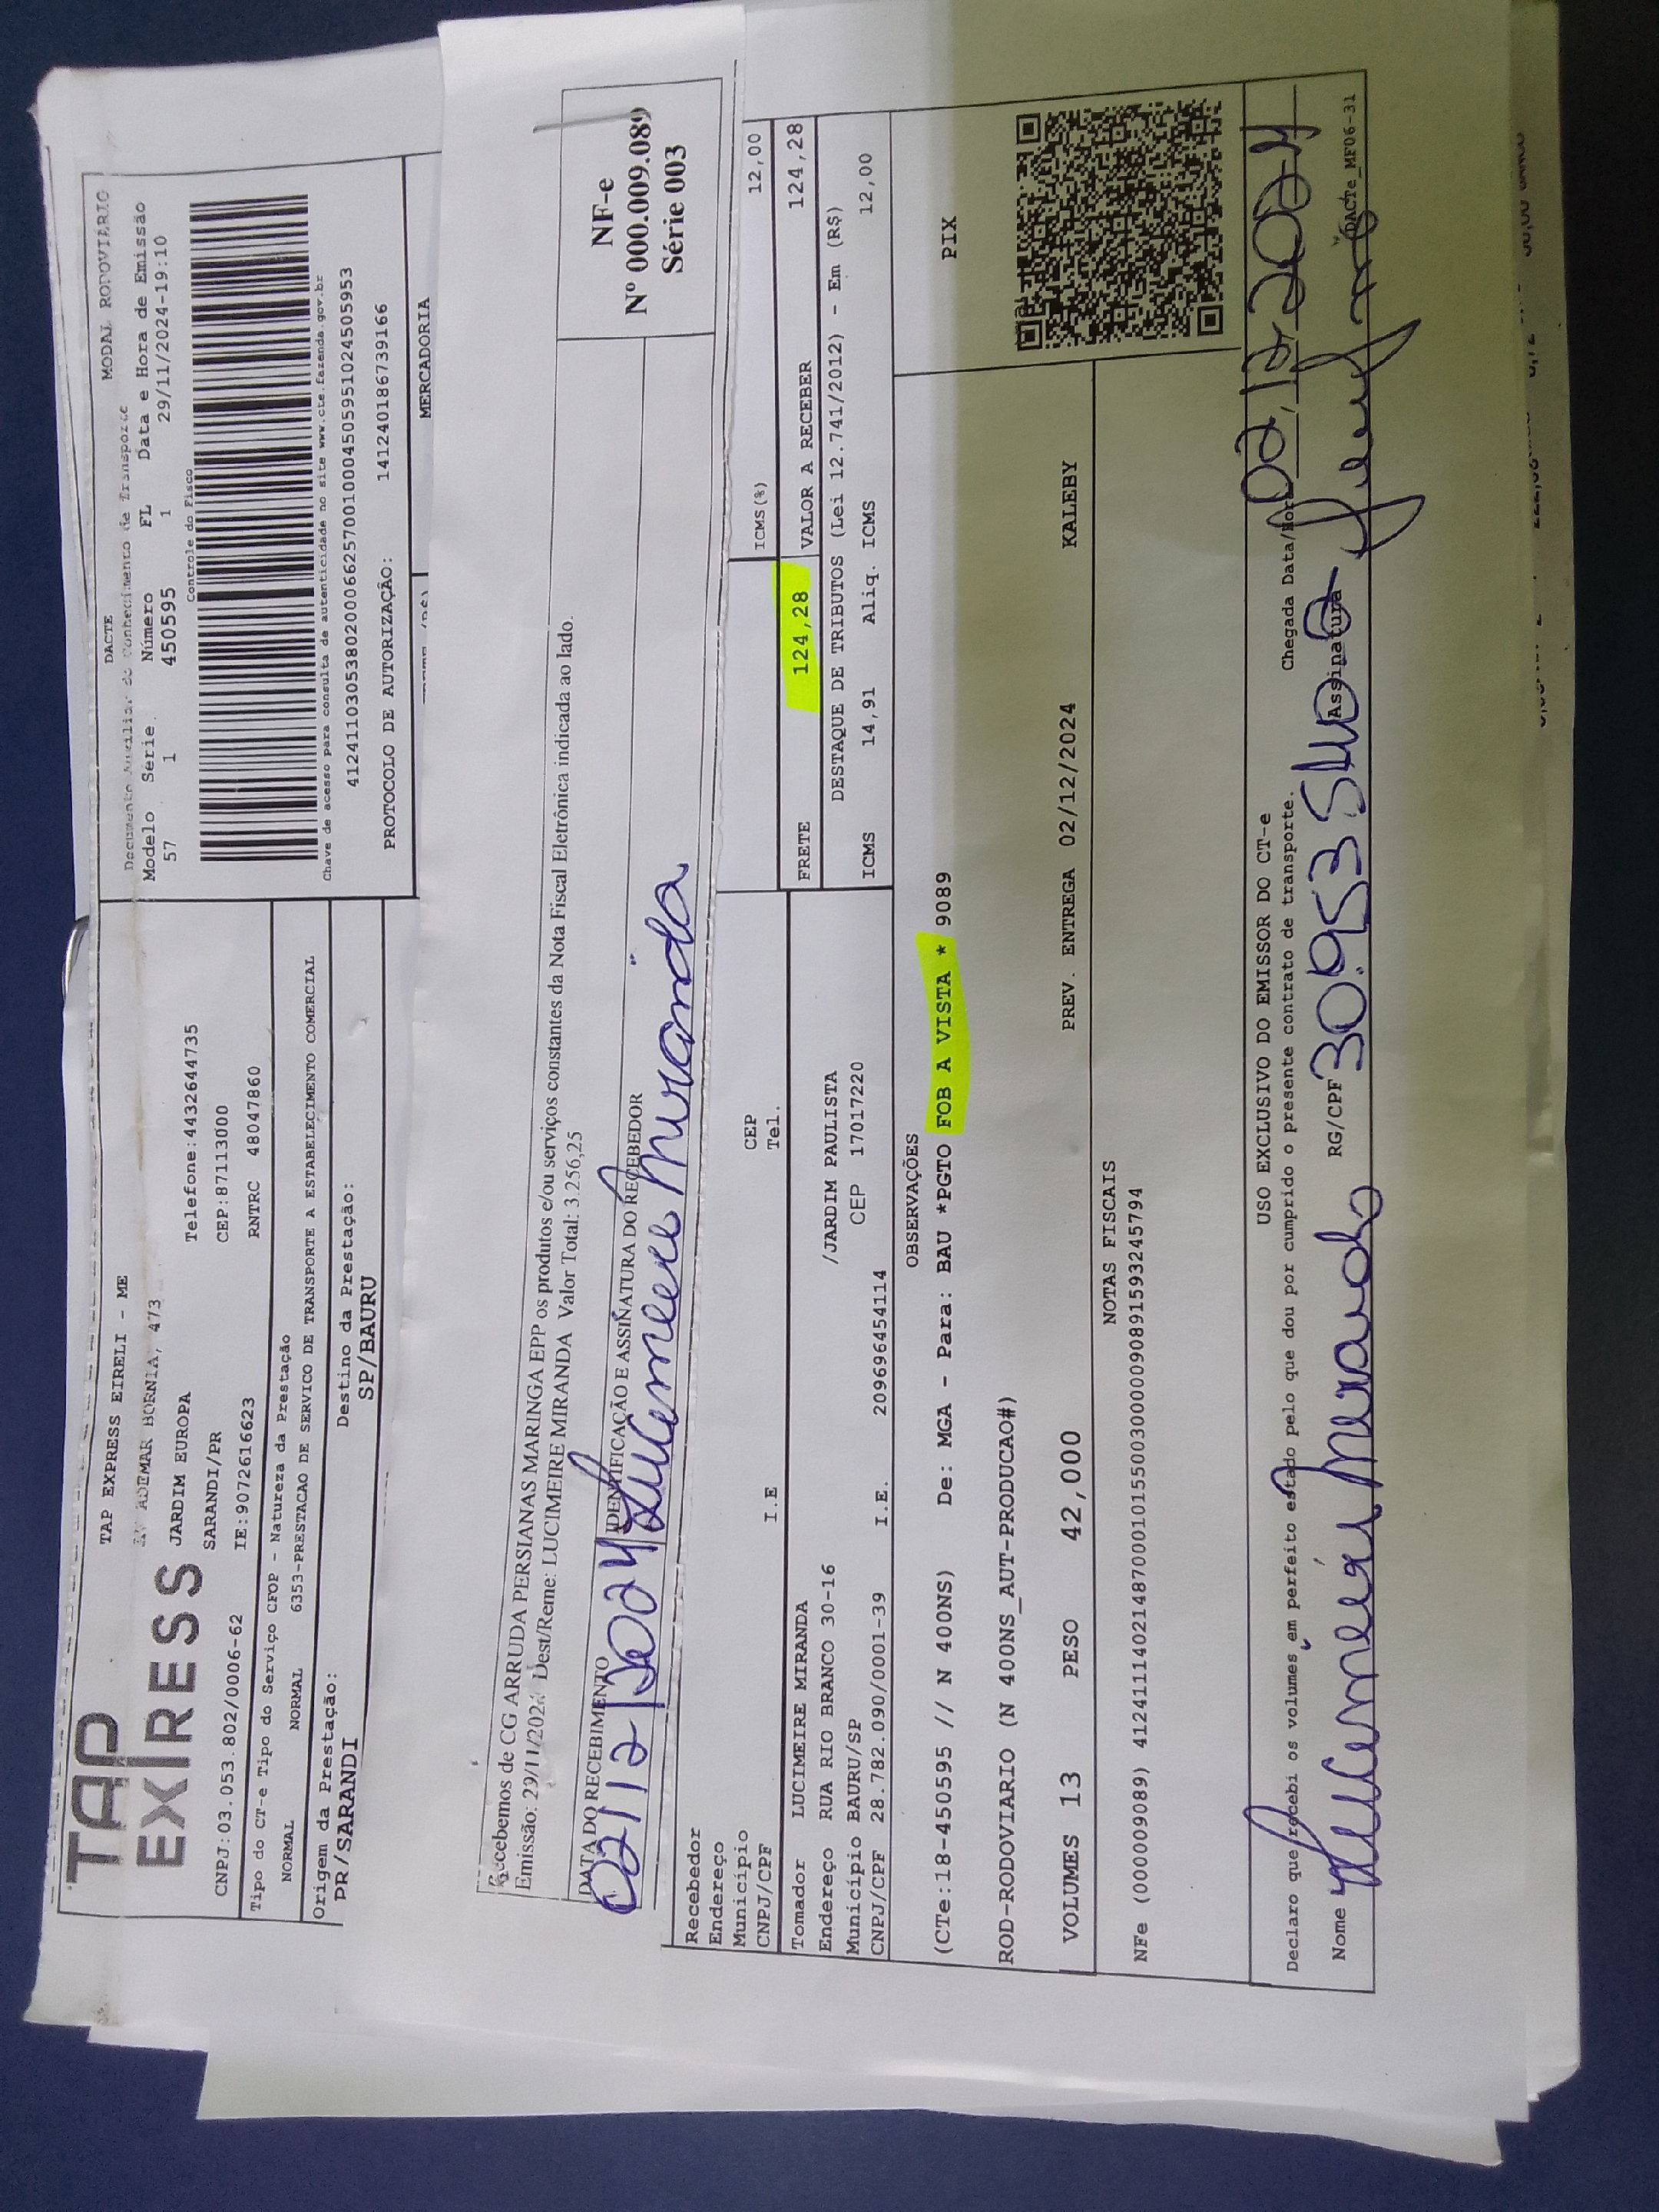 TAP
EXPRESS
TAP EXPRESS EIRELI - ME
AV ADEMAR BORNIA, 473
JARDIM EUROPA Telefone:4432644735
SARANDI/PR CEP:87113000
CNPJ:03.053.802/0006-62 IE:9072616623 RNTRC 48047860
Tipo do CT-e Tipo do Serviço CFOP - Natureza da Prestação
NORMAL NORMAL 6353-PRESTACAO DE SERVICO DE TRANSPORTE A ESTABELECIMENTO COMERCIAL
Origem da Prestação: Destino da Prestação:
PR/SARANDI SP/BAURU
DACTE MODAL RODOVIÁRIO
Documento Auxiliar do Conhecimento de Transporte
Modelo Série Número FL Data e Hora de Emissão
57 1 450595 1 29/11/2024-19:10
Controle do Fisco
Chave de acesso para consulta de autenticidade no site www.cte.fazenda.gov.br
41241103053802000662570010004505951024505953
PROTOCOLO DE AUTORIZAÇÃO: 141240186739166
MERCADORIA
Recebemos de CG ARRUDA PERSIANAS MARINGA EPP os produtos e/ou serviços constantes da Nota Fiscal Eletrônica indicada ao lado.
Emissão: 29/11/2024 Dest/Reme: LUCIMEIRE MIRANDA Valor Total: 3.256,25
DATA DO RECEBIMENTO IDENTIFICAÇÃO E ASSINATURA DO RECEBEDOR
02/12/2024 Lucimeire Miranda
NF-e
Nº 000.009.089
Série 003
Recebedor
Endereço
Município CEP
CNPJ/CPF I.E Tel.
ICMS(%) 12,00
Tomador LUCIMEIRE MIRANDA
Endereço RUA RIO BRANCO 30-16 /JARDIM PAULISTA
Município BAURU/SP CEP 17017220
CNPJ/CPF 28.782.090/0001-39 I.E. 209696454114
FRETE 124,28 VALOR A RECEBER 124,28
DESTAQUE DE TRIBUTOS (Lei 12.741/2012) - Em (R$)
ICMS 14,91 Aliq. ICMS 12,00
OBSERVAÇÕES
(CTe:18-450595 // N 400NS) De: MGA - Para: BAU *PGTO FOB A VISTA * 9089
PIX
ROD-RODOVIARIO (N 400NS_AUT-PRODUCAO#)
VOLUMES 13 PESO 42,000 PREV. ENTREGA 02/12/2024 KALEBY
NOTAS FISCAIS
NFe (000009089) 41241114021487000101550030000090891593245794
USO EXCLUSIVO DO EMISSOR DO CT-e
Declaro que recebi os volumes em perfeito estado pelo que dou por cumprido o presente contrato de transporte. Chegada Data/Hora 02/12/2024
Nome Lucimeire Miranda RG/CPF Assinatura
DACTe_MF06-31